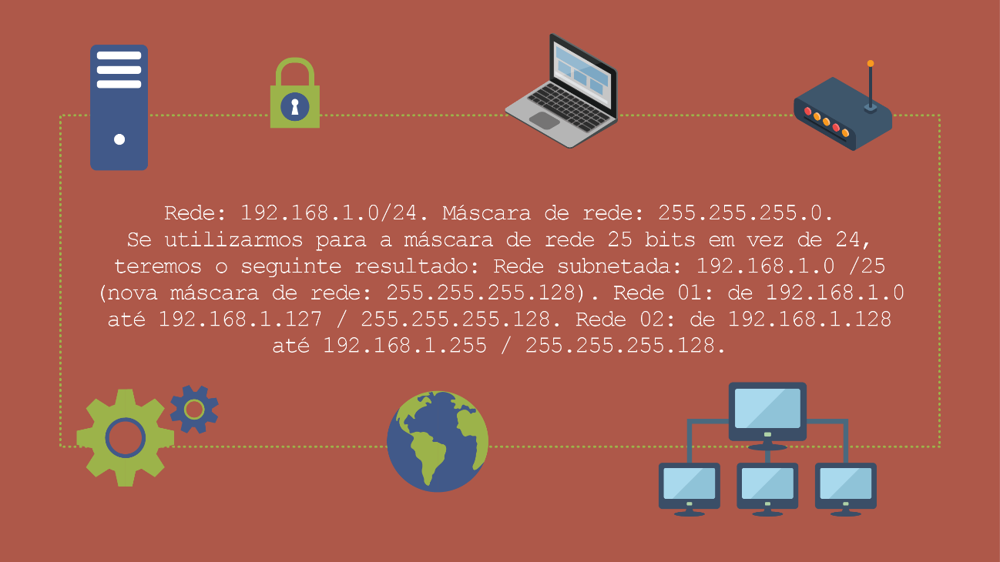 Rede: 192.168.1.0/24. Máscara de rede: 255.255.255.0.
Se utilizarmos para a máscara de rede 25 bits em vez de 24,
teremos o seguinte resultado: Rede subnetada: 192.168.1.0 /25
(nova máscara de rede: 255.255.255.128). Rede 01: de 192.168.1.0
até 192.168.1.127 / 255.255.255.128. Rede 02: de 192.168.1.128
até 192.168.1.255 / 255.255.255.128.